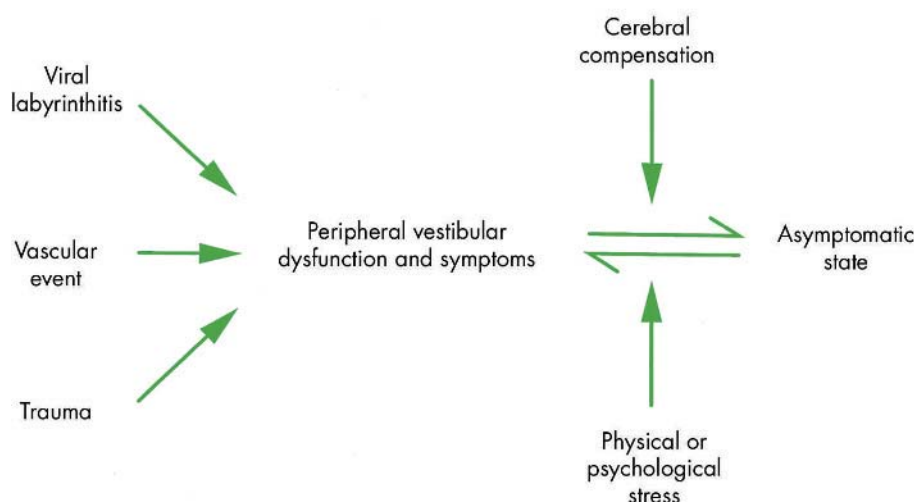 Cerebral
compensation
Viral
labyrinthitis
Peripheral vestibular
dysfunction and symptoms
Asymptomatic
state
Vascular
event
Trauma
Physical or
psychological
stress